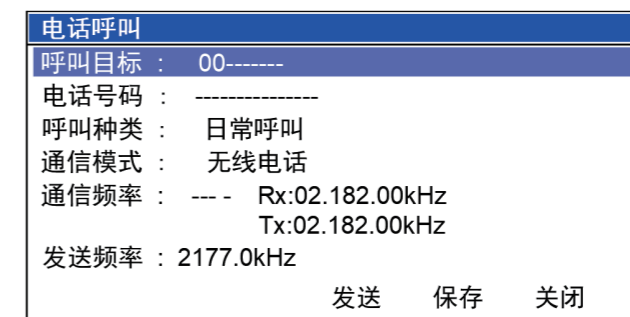 电话呼叫
呼叫目标 : 00-------
电话号码 : ---------------
呼叫种类 : 日常呼叫
通信模式 : 无线电话
通信频率 : --- - Rx:02.182.00kHz
Tx:02.182.00kHz
发送频率 : 2177.0kHz
发送 保存 关闭